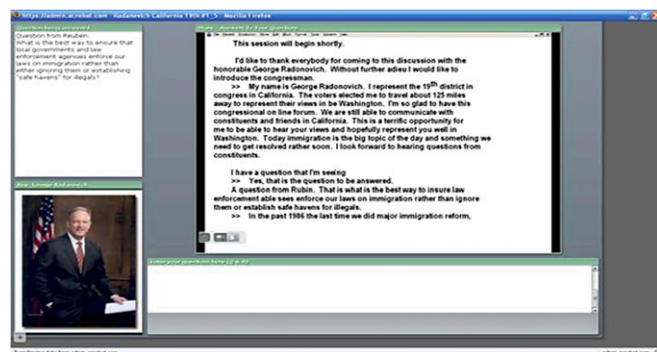 https://admin.acrobat.com - Radanovich California 19th #1_5 - Mozilla Firefox
Question being answered
Question from Reuben:
What is the best way to ensure that
local governments and law
enforcement agencies enforce our
laws on immigration rather than
either ignoring them or establishing
"safe havens" for illegals?
This session will begin shortly.
I'd like to thank everybody for coming to this discussion with the
honorable George Radonovich. Without further adieu I would like to
introduce the congressman.
>> My name is George Radonovich. I represent the 19th district in
congress in California. The voters elected me to travel about 125 miles
away to represent their views in be Washington. I'm so glad to have this
congressional on line forum. We are still able to communicate with
constituents and friends in California. This is a terrific opportunity for
me to be able to hear your views and hopefully represent you well in
Washington. Today immigration is the big topic of the day and something we
need to get resolved rather soon. I look forward to hearing questions from
constituents.
I have a question that I'm seeing
>> Yes, that is the question to be answered.
A question from Rubin. That is what is the best way to insure law
enforcement able sees enforce our laws on immigration rather than ignore
them or establish safe havens for illegals.
>> In the past 1986 the last time we did major immigration reform,
Rep. George Radanovich
Enter your questions here